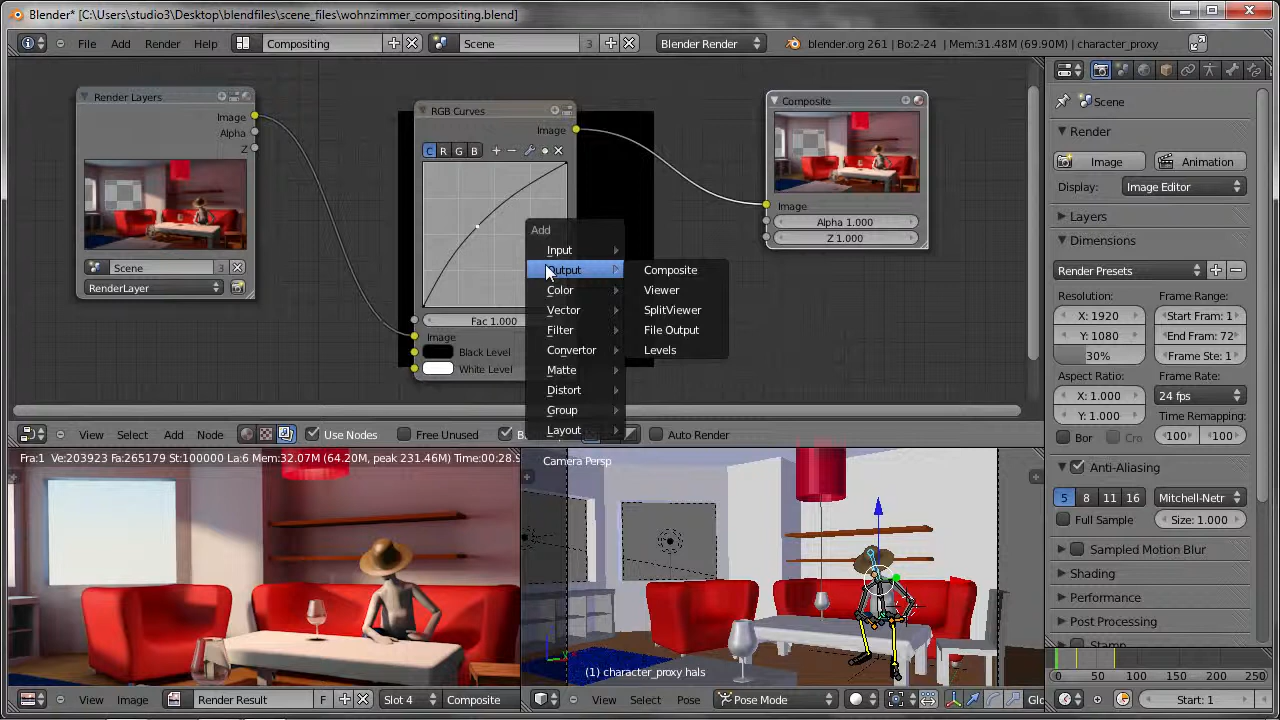 Blender* [C:\Users\studio3\Desktop\blendfiles\scene_files\wohnzimmer_compositing.blend]
File Add Render Help Compositing Scene 3 Blender Render blender.org 261 | Bo:2-24 | Mem:31.48M (69.90M) | character_proxy
Render Layers
Image
Alpha
Z
Scene 3
RenderLayer
RGB Curves
Image
C R G B
Fac 1.000
Image
Black Level
White Level
Add
Input
Output
Color
Vector
Filter
Convertor
Matte
Distort
Group
Layout
Composite
Viewer
SplitViewer
File Output
Levels
Composite
Image
Alpha 1.000
Z 1.000
View Select Add Node Use Nodes Free Unused Auto Render
Fra:1 Ve:203923 Fa:265179 St:100000 La:6 Mem:32.07M (64.20M, peak 231.46M) Time:00:28.9
View Image Render Result F Slot 4 Composite
Camera Persp
(1) character_proxy hals
View Select Pose Pose Mode Glo
Scene
Render
Image Animation
Display: Image Editor
Layers
Dimensions
Render Presets
Resolution: Frame Range:
X: 1920 Start Fram: 1
Y: 1080 End Fram: 72
30% Frame Ste: 1
Aspect Ratio: Frame Rate:
X: 1.000 24 fps
Y: 1.000 Time Remapping:
Bor Cro 100 100
Anti-Aliasing
5 8 11 16 Mitchell-Netr
Full Sample Size: 1.000
Sampled Motion Blur
Shading
Performance
Post Processing
Stamp
0 50 100 150 200 250
Start: 1